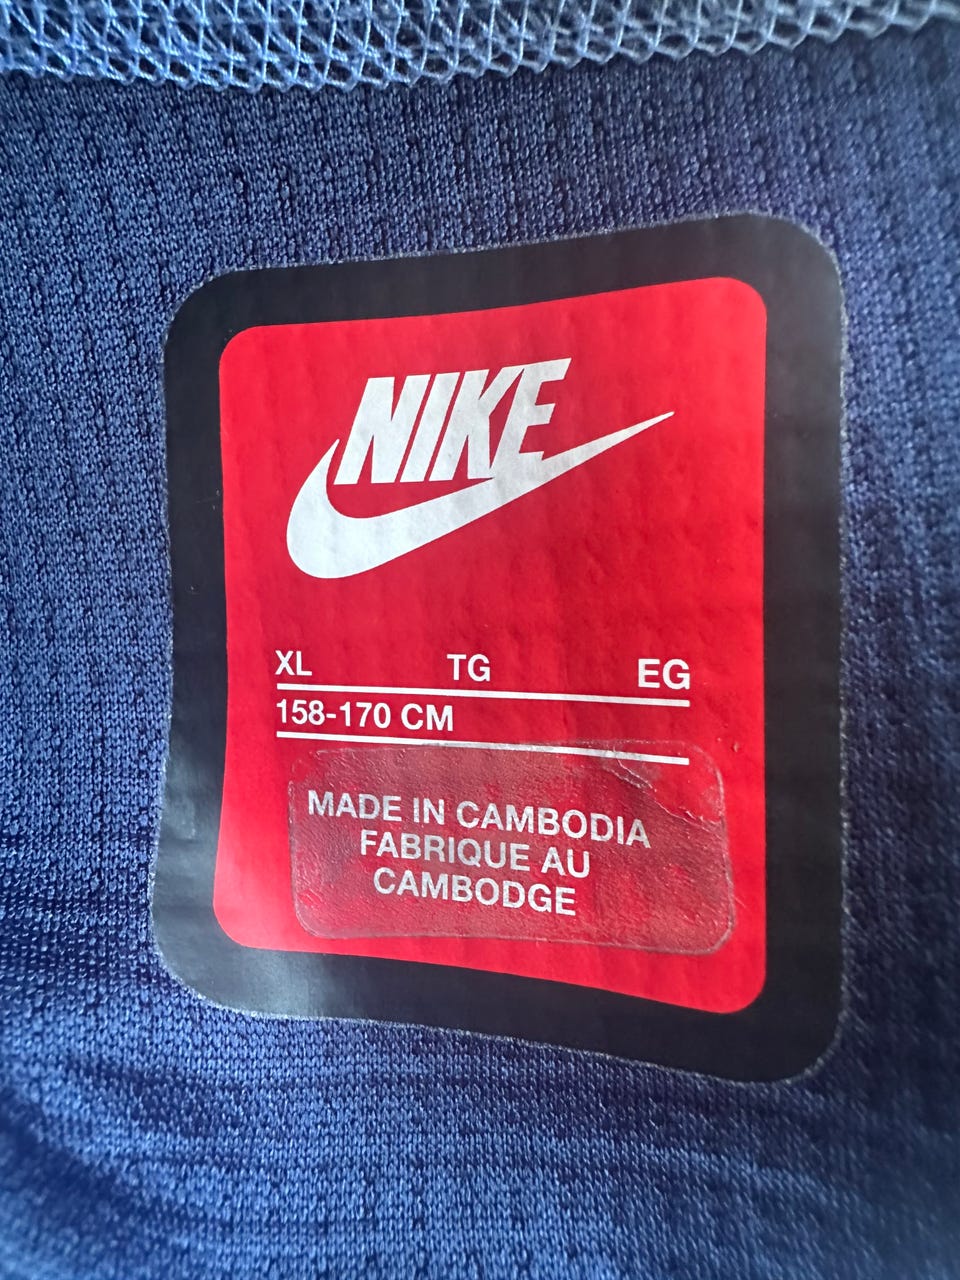 NIKE
XL TG EG
158-170 CM
MADE IN CAMBODIA
FABRIQUE AU
CAMBODGE